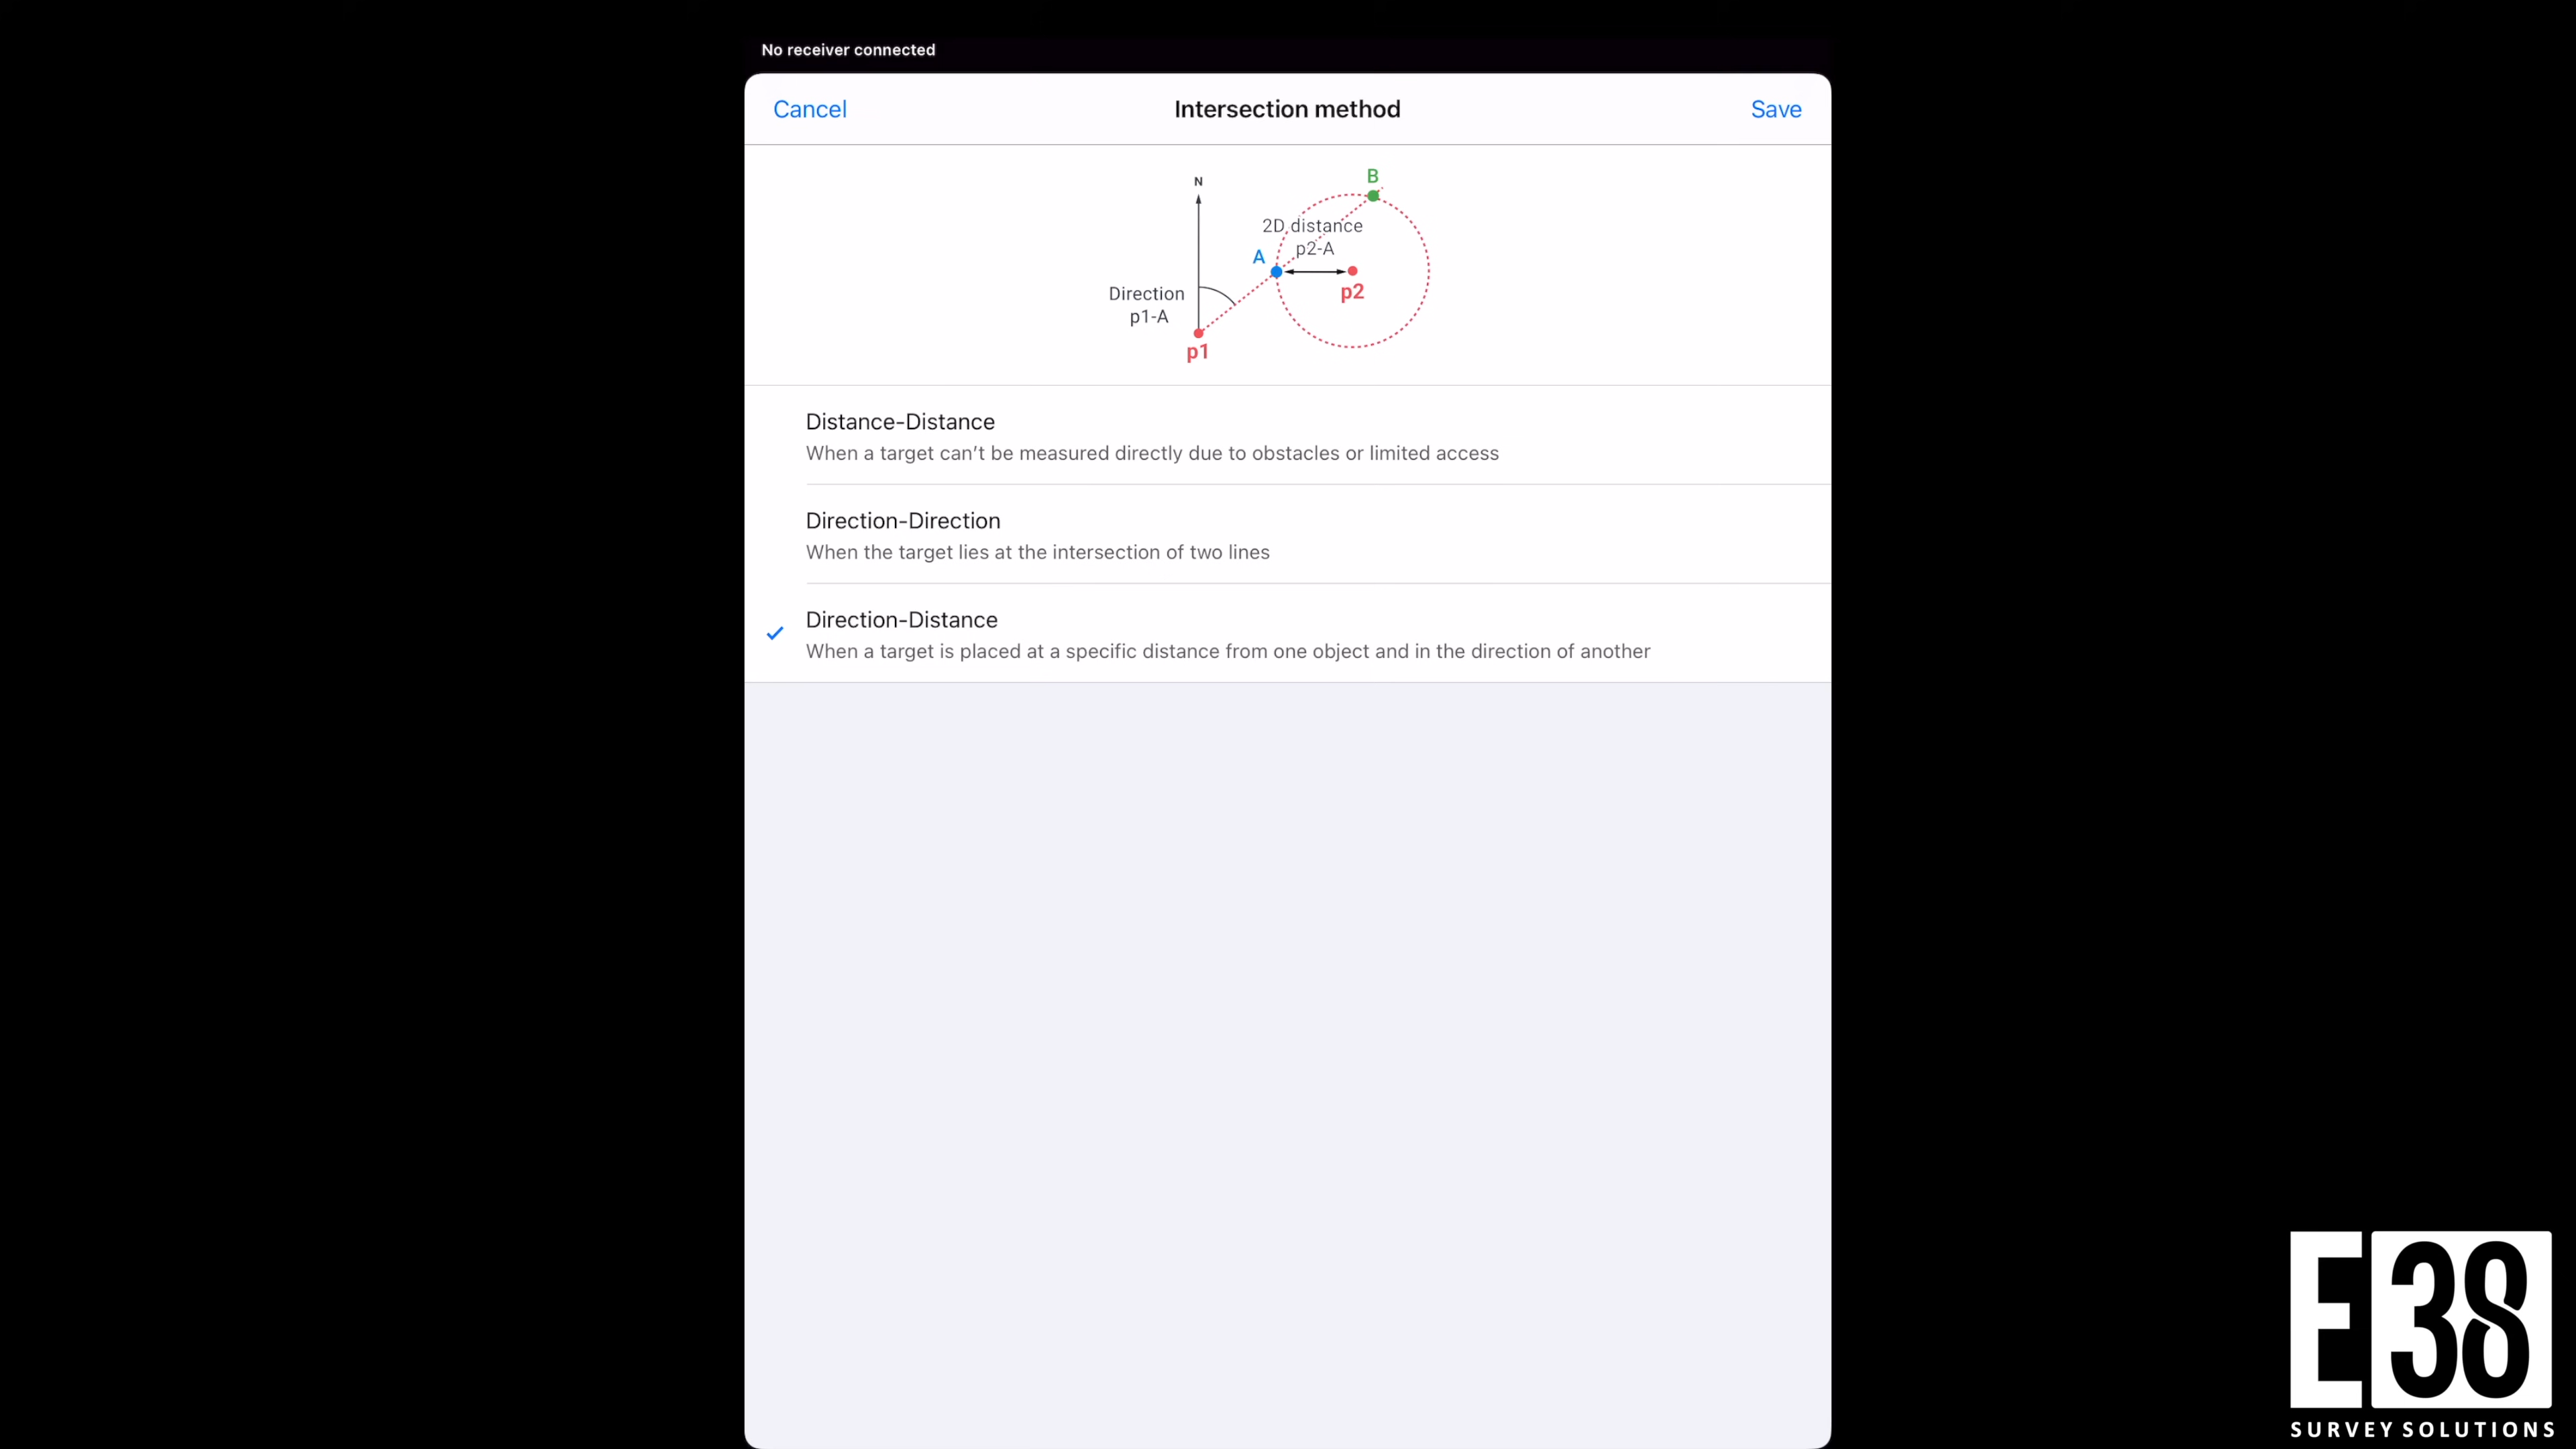 No receiver connected
Cancel
Intersection method
Save
N
B
2D distance
p2-A
A
p2
Direction
p1-A
p1
Distance-Distance
When a target can’t be measured directly due to obstacles or limited access
Direction-Direction
When the target lies at the intersection of two lines
Direction-Distance
When a target is placed at a specific distance from one object and in the direction of another
E38
SURVEY SOLUTIONS